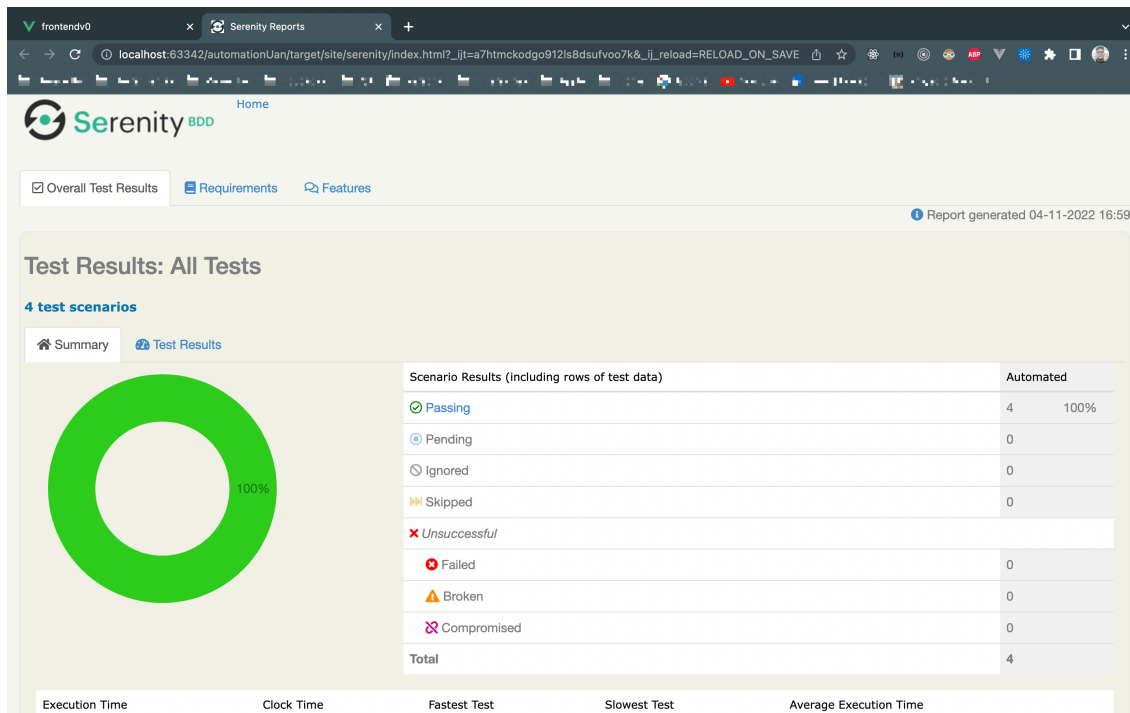 frontendv0
Serenity Reports
localhost:63342/automationUan/target/site/serenity/index.html?_ijt=a7htmckodgo912ls8dsufvoo7k&_ij_reload=RELOAD_ON_SAVE
ABP
Serenity BDD
Home
Overall Test Results
Requirements
Features
Report generated 04-11-2022 16:59
Test Results: All Tests
4 test scenarios
Summary
Test Results
100%
Scenario Results (including rows of test data) Automated
Passing 4 100%
Pending 0
Ignored 0
Skipped 0
Unsuccessful
Failed 0
Broken 0
Compromised 0
Total 4
Execution Time Clock Time Fastest Test Slowest Test Average Execution Time